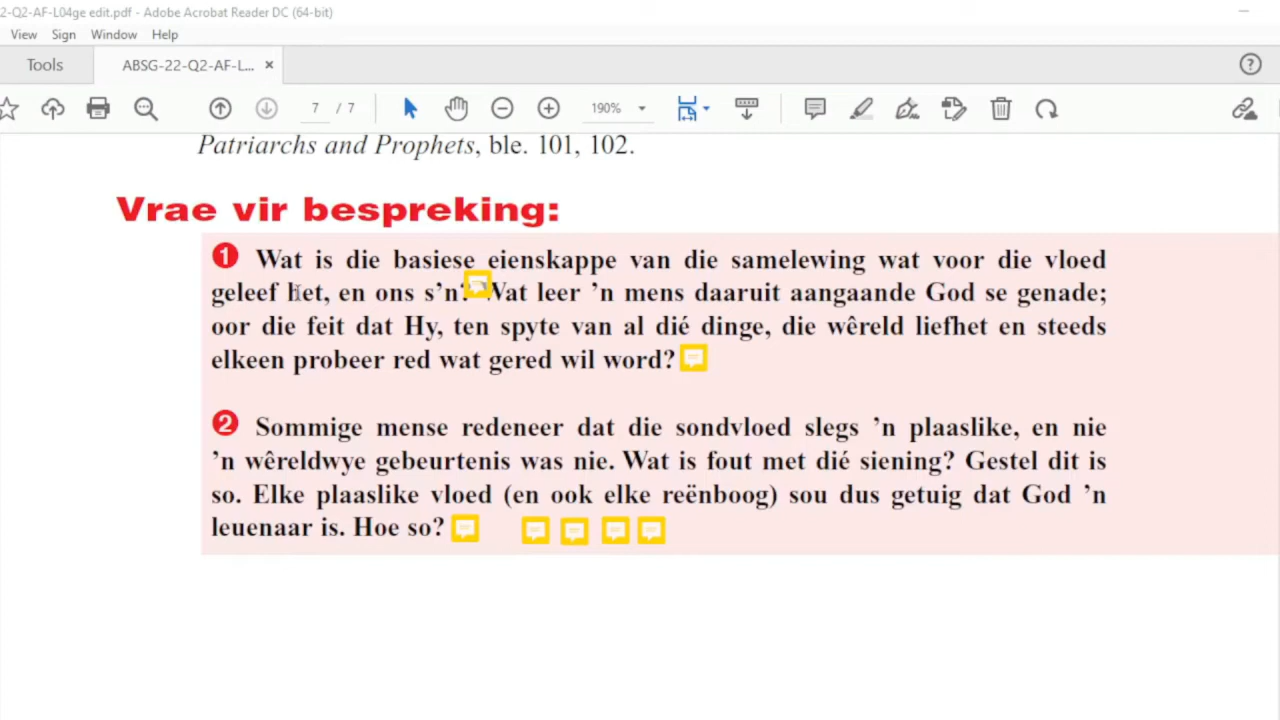 2-Q2-AF-L04ge edit.pdf - Adobe Acrobat Reader DC (64-bit)
View Sign Window Help
Tools ABSG-22-Q2-AF-L... ×
7 / 7 190%
Patriarchs and Prophets, ble. 101, 102.
Vrae vir bespreking:
1 Wat is die basiese eienskappe van die samelewing wat voor die vloed
geleef het, en ons s’n? Wat leer ’n mens daaruit aangaande God se genade;
oor die feit dat Hy, ten spyte van al dié dinge, die wêreld liefhet en steeds
elkeen probeer red wat gered wil word?
2 Sommige mense redeneer dat die sondvloed slegs ’n plaaslike, en nie
’n wêreldwye gebeurtenis was nie. Wat is fout met dié siening? Gestel dit is
so. Elke plaaslike vloed (en ook elke reënboog) sou dus getuig dat God ’n
leuenaar is. Hoe so?